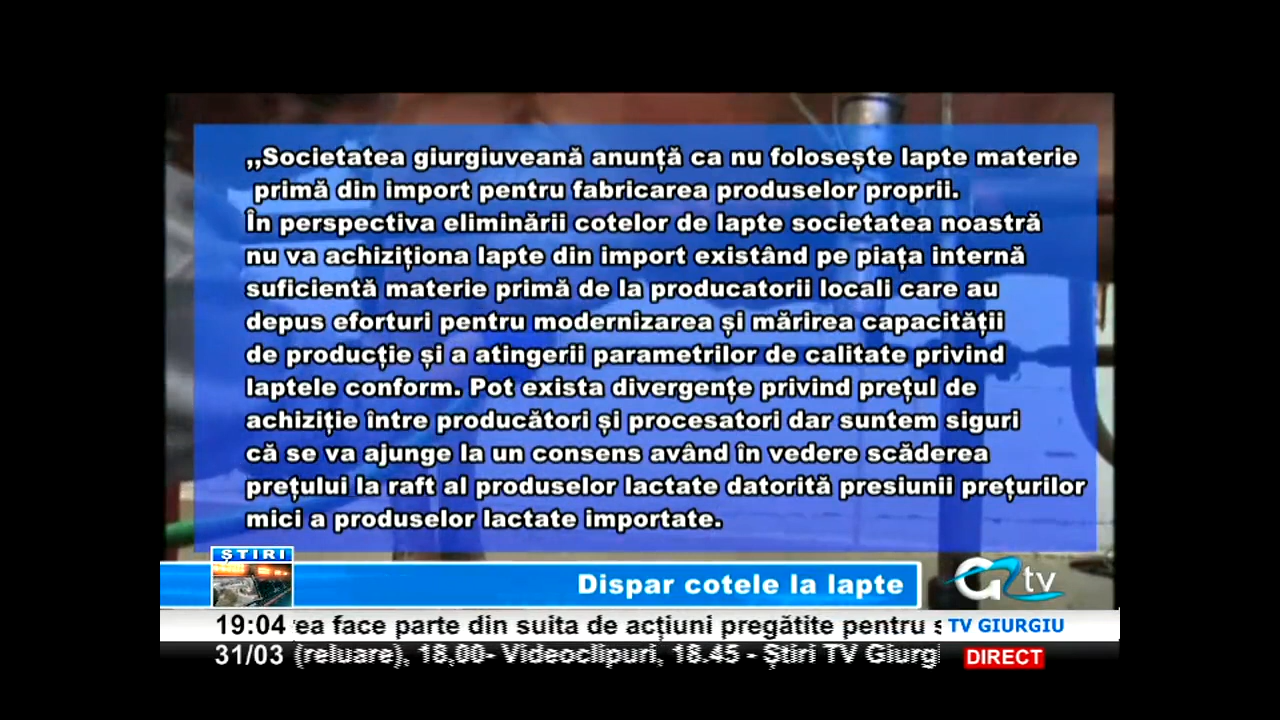 ,,Societatea giurgiuveană anunță ca nu folosește lapte materie
primă din import pentru fabricarea produselor proprii.
În perspectiva eliminării cotelor de lapte societatea noastră
nu va achiziționa lapte din import existând pe piața internă
suficientă materie primă de la producatorii locali care au
depus eforturi pentru modernizarea și mărirea capacității
de producție și a atingerii parametrilor de calitate privind
laptele conform. Pot exista divergențe privind prețul de
achiziție între producători și procesatori dar suntem siguri
că se va ajunge la un consens având în vedere scăderea
prețului la raft al produselor lactate datorită presiunii prețurilor
mici a produselor lactate importate.
ȘTIRI
Dispar cotele la lapte
G tv
19:04 ea face parte din suita de acțiuni pregătite pentru TV GIURGIU
31/03 (reluare), 18,00- Videoclipuri, 18.45 - Știri TV Giurgi DIRECT